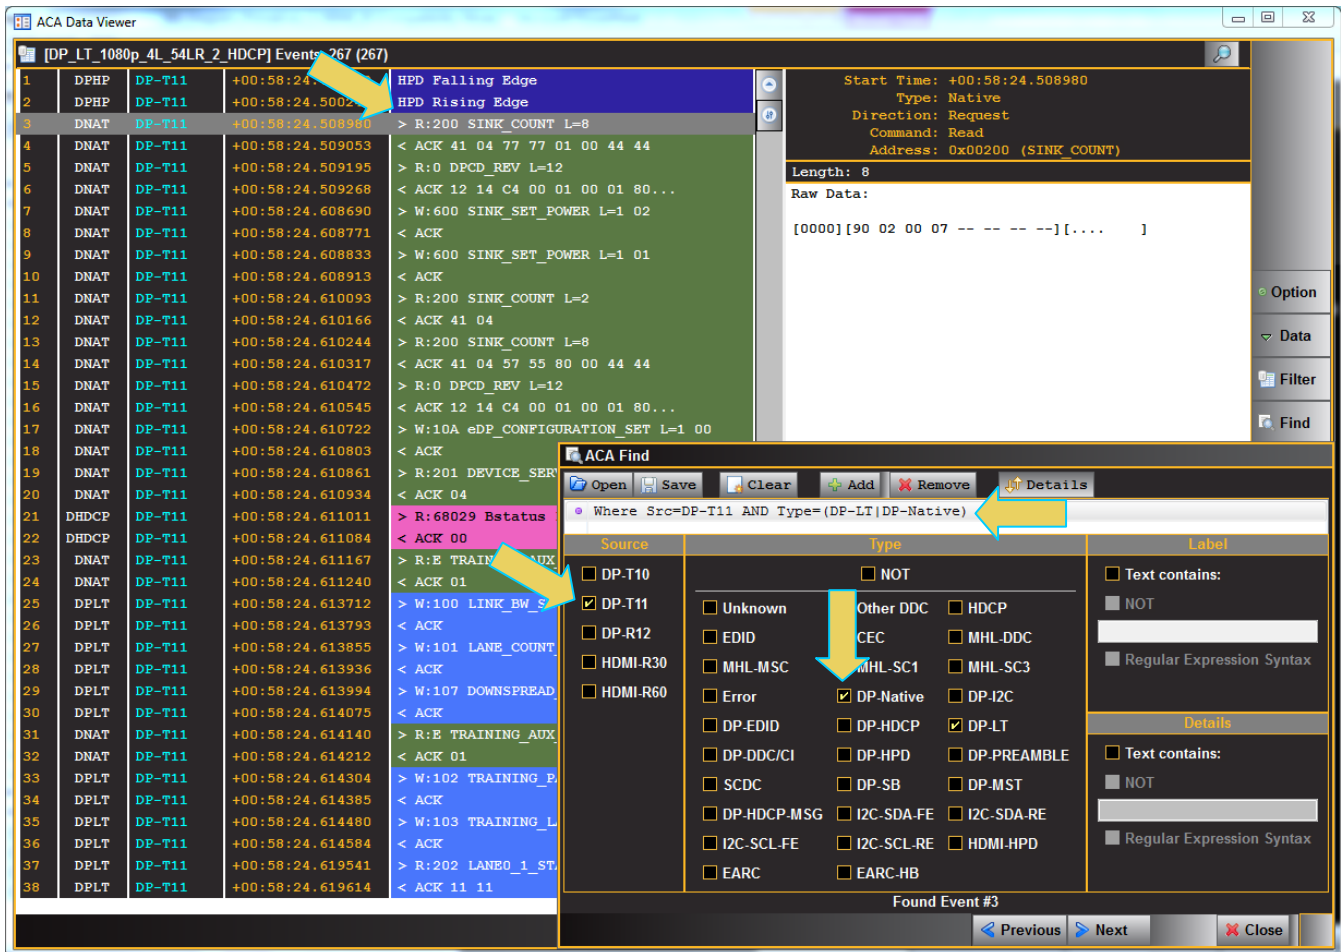 ACA Data Viewer
[DP_LT_1080p_4L_54LR_2_HDCP] Events: 267 (267)
1 DPHP DP-T11 +00:58:24. HPD Falling Edge
2 DPHP DP-T11 +00:58:24.5002 HPD Rising Edge
3 DNAT DP-T11 +00:58:24.508980 > R:200 SINK_COUNT L=8
4 DNAT DP-T11 +00:58:24.509053 < ACK 41 04 77 77 01 00 44 44
5 DNAT DP-T11 +00:58:24.509195 > R:0 DPCD_REV L=12
6 DNAT DP-T11 +00:58:24.509268 < ACK 12 14 C4 00 01 00 01 80...
7 DNAT DP-T11 +00:58:24.608690 > W:600 SINK_SET_POWER L=1 02
8 DNAT DP-T11 +00:58:24.608771 < ACK
9 DNAT DP-T11 +00:58:24.608833 > W:600 SINK_SET_POWER L=1 01
10 DNAT DP-T11 +00:58:24.608913 < ACK
11 DNAT DP-T11 +00:58:24.610093 > R:200 SINK_COUNT L=2
12 DNAT DP-T11 +00:58:24.610166 < ACK 41 04
13 DNAT DP-T11 +00:58:24.610244 > R:200 SINK_COUNT L=8
14 DNAT DP-T11 +00:58:24.610317 < ACK 41 04 57 55 80 00 44 44
15 DNAT DP-T11 +00:58:24.610472 > R:0 DPCD_REV L=12
16 DNAT DP-T11 +00:58:24.610545 < ACK 12 14 C4 00 01 00 01 80...
17 DNAT DP-T11 +00:58:24.610722 > W:10A eDP_CONFIGURATION_SET L=1 00
18 DNAT DP-T11 +00:58:24.610803 < ACK
19 DNAT DP-T11 +00:58:24.610861 > R:201 DEVICE_SER
20 DNAT DP-T11 +00:58:24.610934 < ACK 04
21 DHDCP DP-T11 +00:58:24.611011 > R:68029 Bstatus
22 DHDCP DP-T11 +00:58:24.611084 < ACK 00
23 DNAT DP-T11 +00:58:24.611167 > R:E TRAINING_AUX
24 DNAT DP-T11 +00:58:24.611240 < ACK 01
25 DPLT DP-T11 +00:58:24.613712 > W:100 LINK_BW_S
26 DPLT DP-T11 +00:58:24.613793 < ACK
27 DPLT DP-T11 +00:58:24.613855 > W:101 LANE_COUNT_
28 DPLT DP-T11 +00:58:24.613936 < ACK
29 DPLT DP-T11 +00:58:24.613994 > W:107 DOWNSPREAD_
30 DPLT DP-T11 +00:58:24.614075 < ACK
31 DNAT DP-T11 +00:58:24.614140 > R:E TRAINING_AUX_
32 DNAT DP-T11 +00:58:24.614212 < ACK 01
33 DPLT DP-T11 +00:58:24.614304 > W:102 TRAINING_P
34 DPLT DP-T11 +00:58:24.614385 < ACK
35 DPLT DP-T11 +00:58:24.614480 > W:103 TRAINING_L
36 DPLT DP-T11 +00:58:24.614584 < ACK
37 DPLT DP-T11 +00:58:24.619541 > R:202 LANE0_1_ST
38 DPLT DP-T11 +00:58:24.619614 < ACK 11 11
Start Time: +00:58:24.508980
Type: Native
Direction: Request
Command: Read
Address: 0x00200 (SINK_COUNT)
Length: 8
Raw Data:
[0000][90 02 00 07 -- -- -- --][.... ]
Option
Data
Filter
Find
ACA Find
Open Save Clear Add Remove Details
Where Src=DP-T11 AND Type=(DP-LT|DP-Native)
Source Type Label
DP-T10
DP-T11
DP-R12
HDMI-R30
HDMI-R60
NOT
Unknown Other DDC HDCP
EDID CEC MHL-DDC
MHL-MSC MHL-SC1 MHL-SC3
Error DP-Native DP-I2C
DP-EDID DP-HDCP DP-LT
DP-DDC/CI DP-HPD DP-PREAMBLE
SCDC DP-SB DP-MST
DP-HDCP-MSG I2C-SDA-FE I2C-SDA-RE
I2C-SCL-FE I2C-SCL-RE HDMI-HPD
EARC EARC-HB
Text contains:
NOT
Regular Expression Syntax
Details
Text contains:
NOT
Regular Expression Syntax
Found Event #3
Previous Next Close